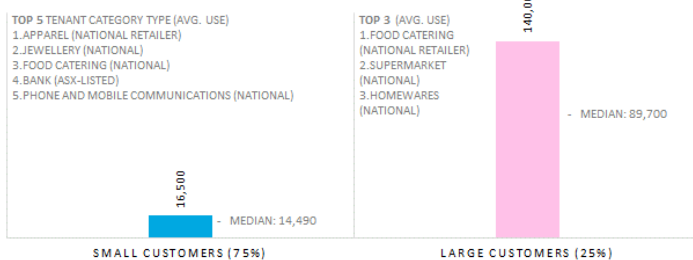 TOP 5 TENANT CATEGORY TYPE (AVG. USE)
1.APPAREL (NATIONAL RETAILER)
2.JEWELLERY (NATIONAL)
3.FOOD CATERING (NATIONAL)
4.BANK (ASX-LISTED)
5.PHONE AND MOBILE COMMUNICATIONS (NATIONAL)
16,500
- MEDIAN: 14,490
SMALL CUSTOMERS (75%)
TOP 3 (AVG. USE)
1.FOOD CATERING
(NATIONAL RETAILER)
2.SUPERMARKET
(NATIONAL)
3.HOMEWARES
(NATIONAL)
- MEDIAN: 89,700
LARGE CUSTOMERS (25%)